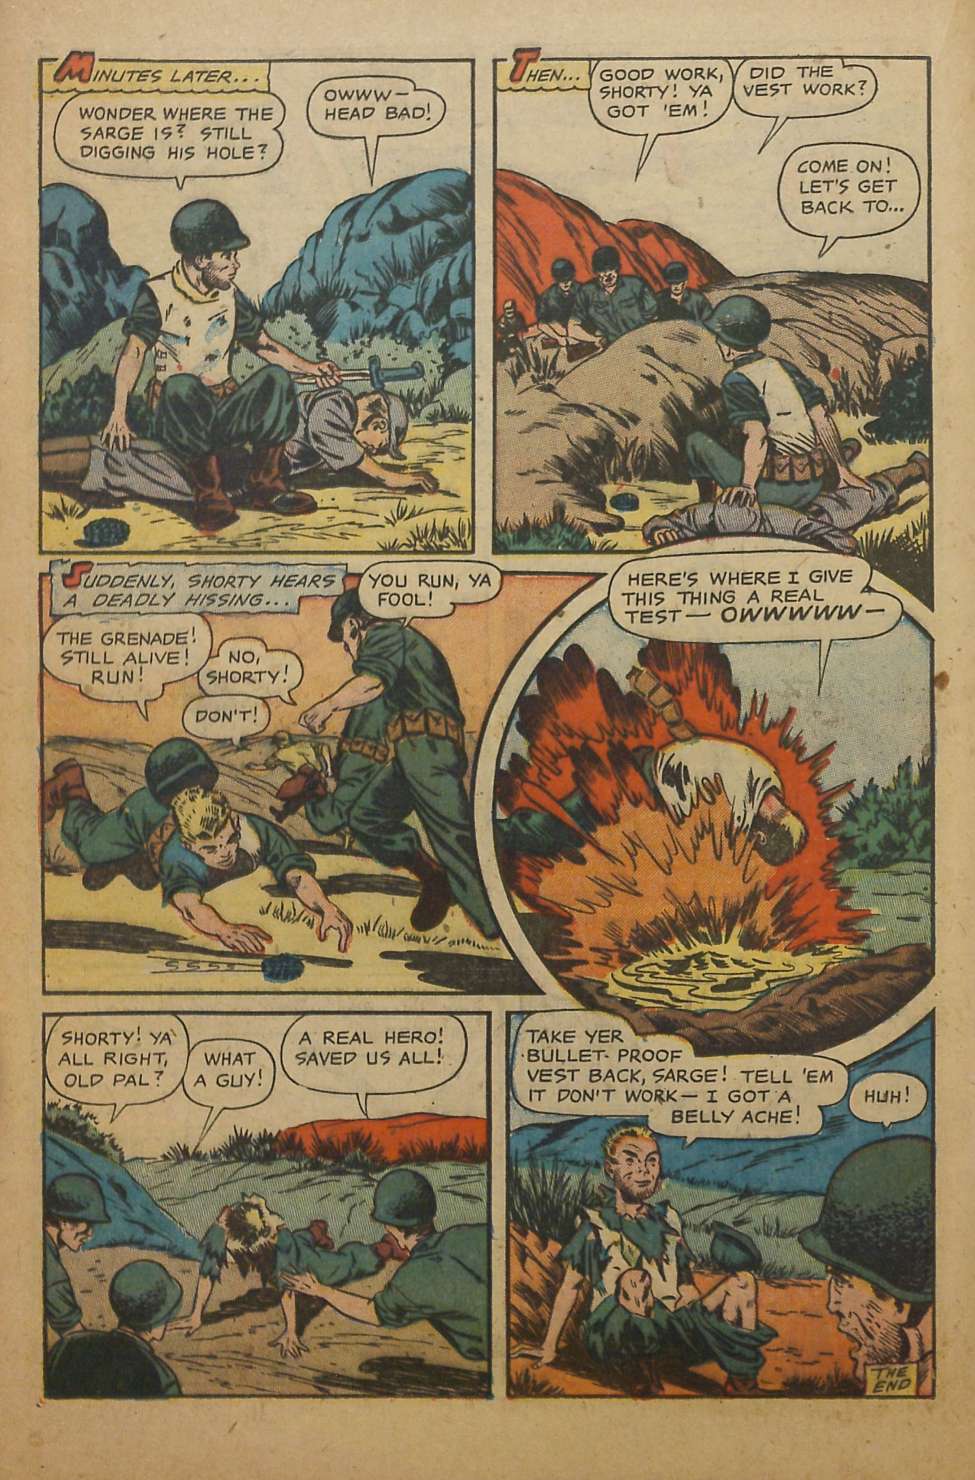 MINUTES LATER...
WONDER WHERE THE
SARGE IS? STILL
DIGGING HIS HOLE?
OWWW—
HEAD BAD!
THEN...
GOOD WORK,
SHORTY! YA
GOT 'EM!
DID THE
VEST WORK?
COME ON!
LET'S GET
BACK TO...
SUDDENLY, SHORTY HEARS
A DEADLY HISSING...
THE GRENADE!
STILL ALIVE!
RUN!
NO,
SHORTY!
DON'T!
YOU RUN, YA
FOOL!
SSSSS
HERE'S WHERE I GIVE
THIS THING A REAL
TEST— OWWWWW—
SHORTY! YA
ALL RIGHT,
OLD PAL?
WHAT
A GUY!
A REAL HERO!
SAVED US ALL!
TAKE YER
BULLET-PROOF
VEST BACK, SARGE! TELL 'EM
IT DON'T WORK— I GOT A
BELLY ACHE!
HUH!
THE
END